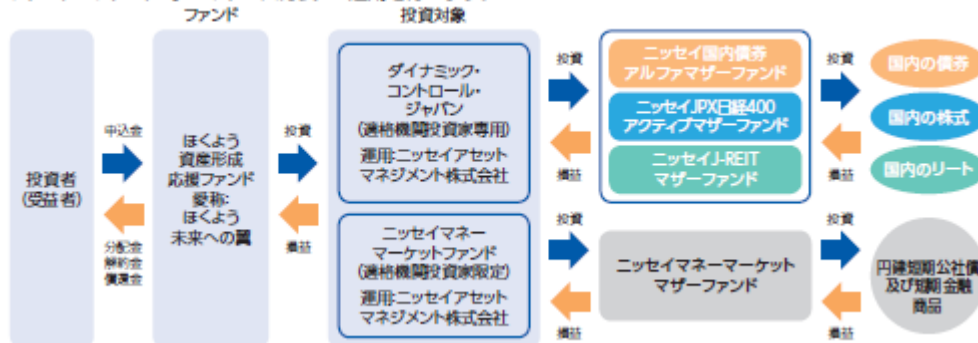 ファンド
投資対象
投資者
(受益者)
申込金
分配金
解約金
償還金
ほくよう
資産形成
応援ファンド
愛称:
ほくよう
未来への翼
投資
損益
ダイナミック・
コントロール・
ジャパン
(適格機関投資家専用)
運用:ニッセイアセット
マネジメント株式会社
ニッセイマネー
マーケットファンド
(適格機関投資家限定)
運用:ニッセイアセット
マネジメント株式会社
投資
損益
ニッセイ国内債券
アルファマザーファンド
ニッセイJPX日経400
アクティブマザーファンド
ニッセイJ-REIT
マザーファンド
投資
損益
国内の債券
国内の株式
国内のリート
投資
損益
ニッセイマネーマーケット
マザーファンド
投資
損益
円建短期公社債
及び短期金融
商品